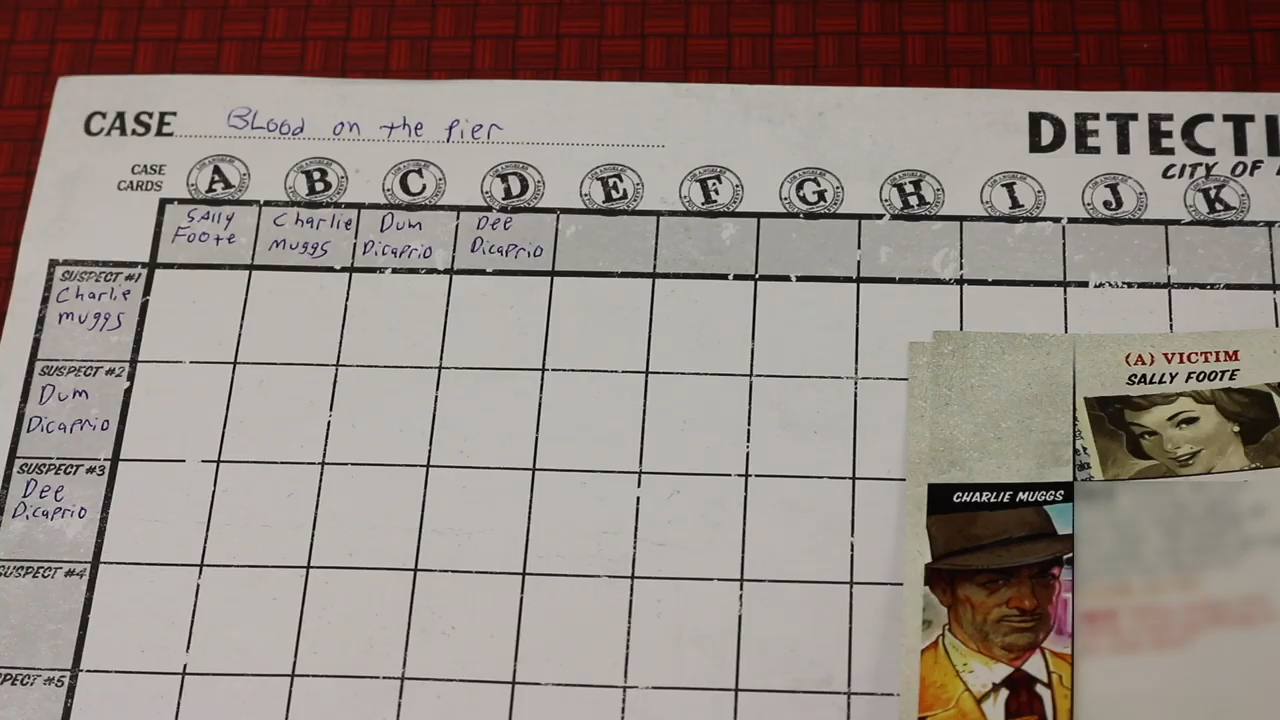 CASE Blood on the Pier
DETECTI
CITY OF
CASE CARDS
A B C D E F G H I J K
Sally Foote
Charlie Muggs
Dum Dicaprio
Dee Dicaprio
SUSPECT #1
Charlie
Muggs
SUSPECT #2
Dum
Dicaprio
SUSPECT #3
Dee
Dicaprio
SUSPECT #4
PECT #5
(A) VICTIM
SALLY FOOTE
CHARLIE MUGGS